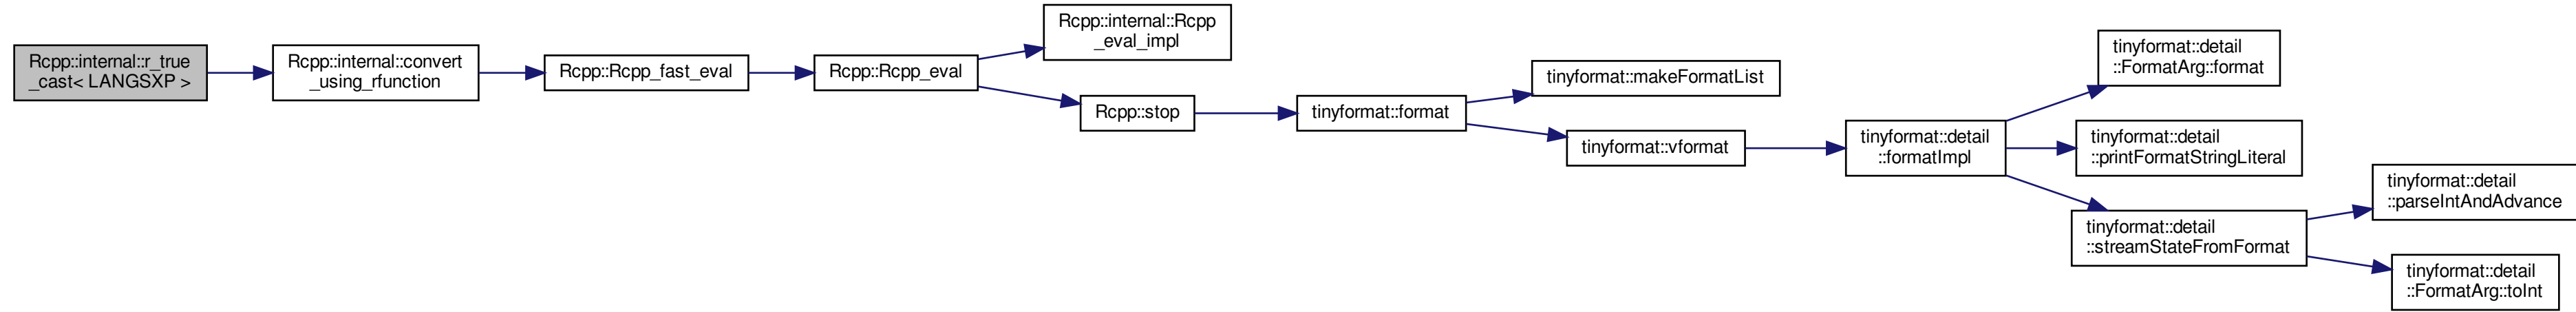 Rcpp::internal::r_true
_cast< LANGSXP >
Rcpp::internal::convert
_using_rfunction
Rcpp::Rcpp_fast_eval
Rcpp::Rcpp_eval
Rcpp::internal::Rcpp
_eval_impl
Rcpp::stop
tinyformat::format
tinyformat::makeFormatList
tinyformat::vformat
tinyformat::detail
::formatImpl
tinyformat::detail
::FormatArg::format
tinyformat::detail
::printFormatStringLiteral
tinyformat::detail
::streamStateFromFormat
tinyformat::detail
::parseIntAndAdvance
tinyformat::detail
::FormatArg::toInt